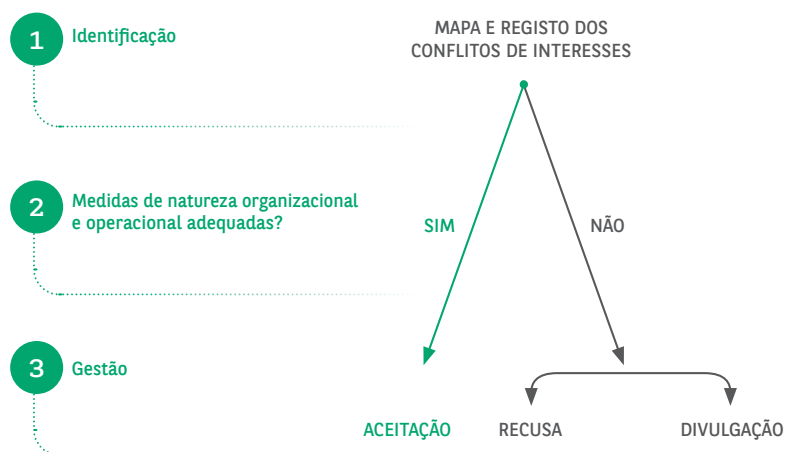 1
Identificação
MAPA E REGISTO DOS
CONFLITOS DE INTERESSES
2
Medidas de natureza organizacional
e operacional adequadas?
SIM
NÃO
3
Gestão
ACEITAÇÃO
RECUSA
DIVULGAÇÃO